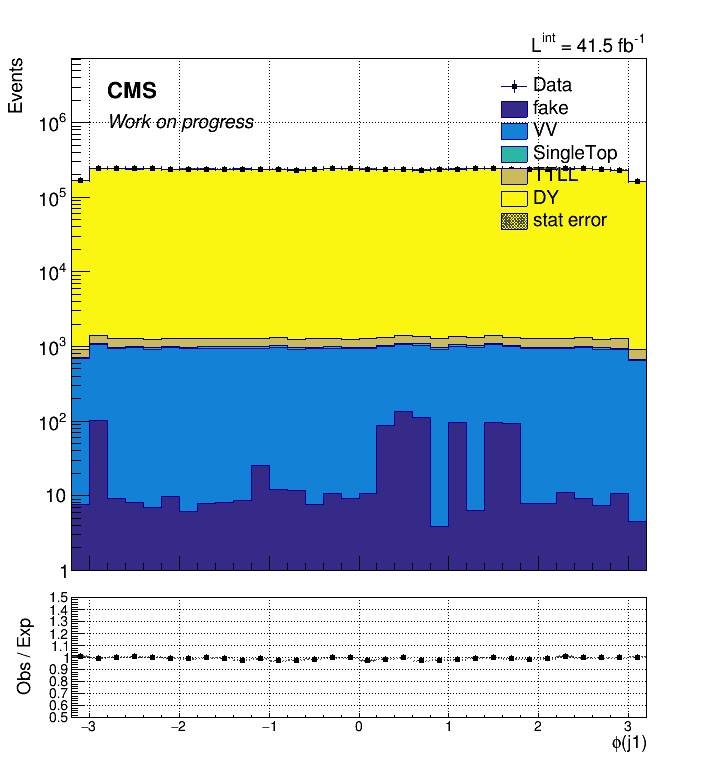 L^int = 41.5 fb^-1
Events
CMS
Work on progress
Data
fake
VV
SingleTop
TTLL
DY
stat error
10^6
10^5
10^4
10^3
10^2
10
1
Obs / Exp
1.5
1.4
1.3
1.2
1.1
1
0.9
0.8
0.7
0.6
0.5
−3 −2 −1 0 1 2 3
ϕ(j1)